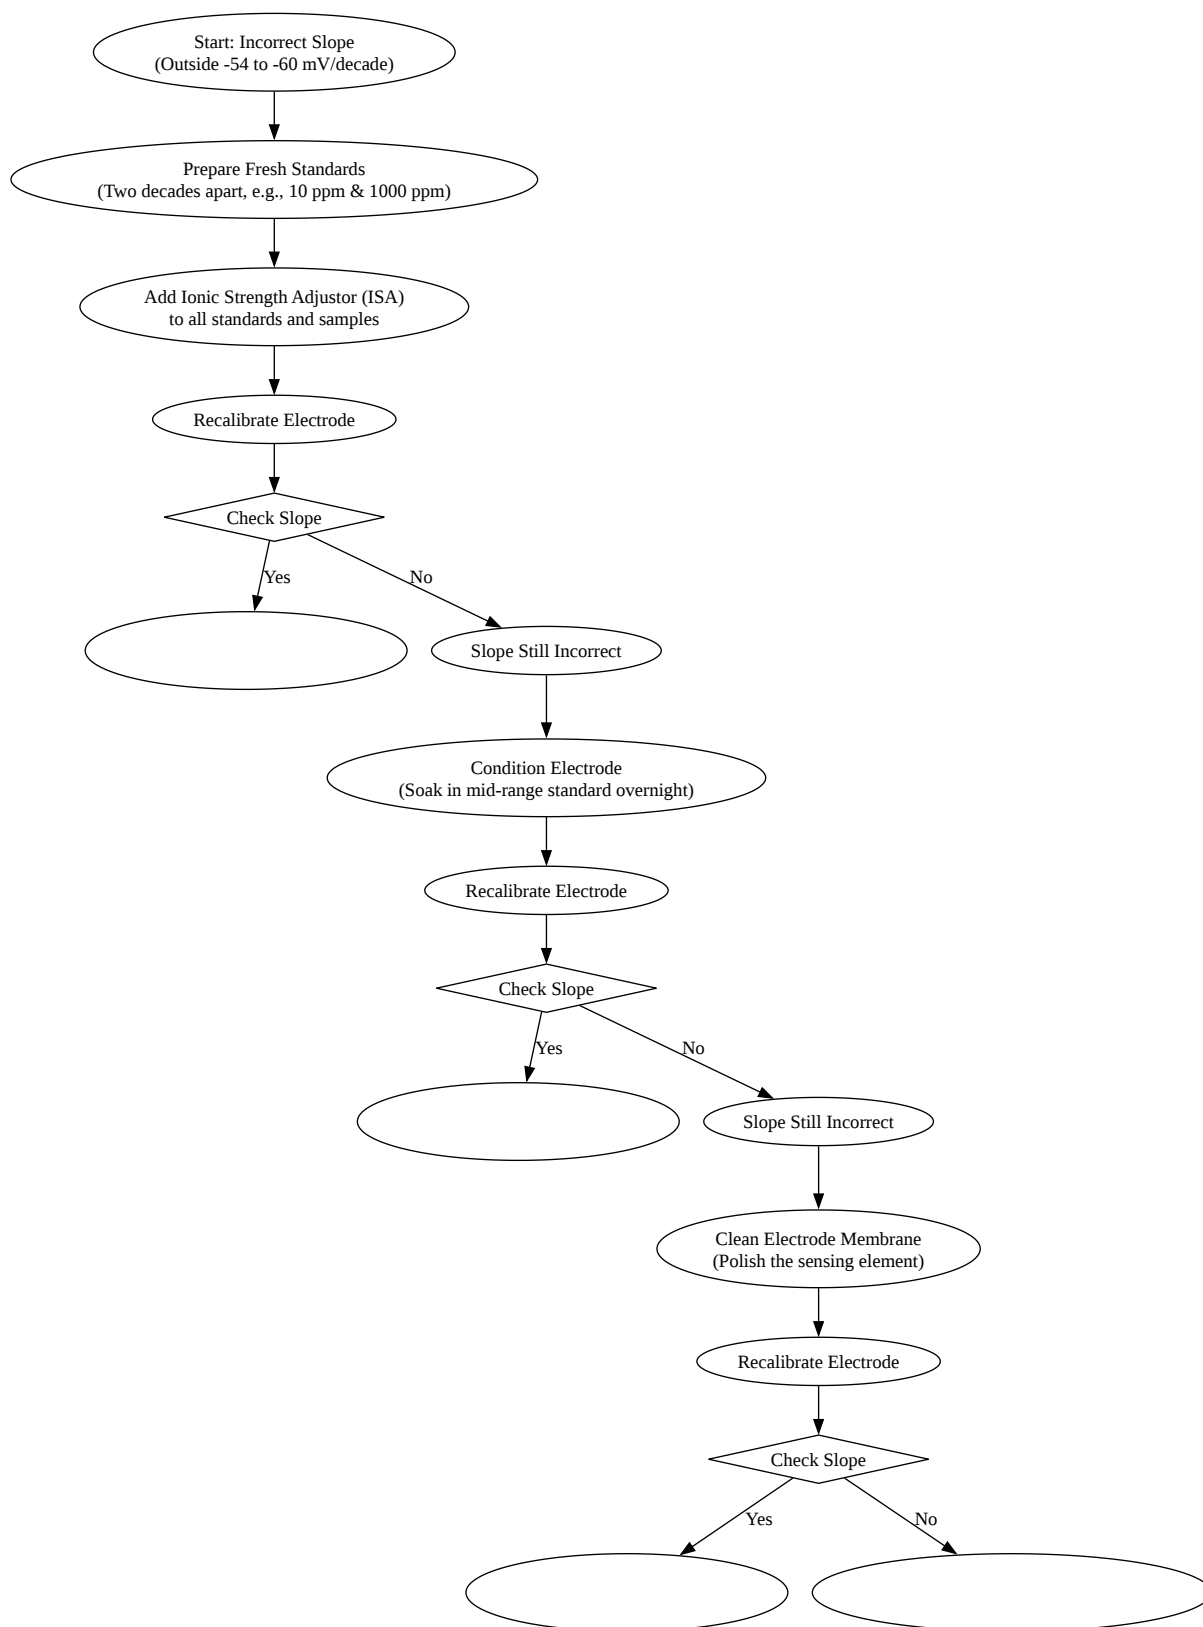 Start: Incorrect Slope
(Outside -54 to -60 mV/decade)
Prepare Fresh Standards
(Two decades apart, e.g., 10 ppm & 1000 ppm)
Add Ionic Strength Adjustor (ISA)
to all standards and samples
Recalibrate Electrode
Check Slope
Yes
No
Slope Still Incorrect
Condition Electrode
(Soak in mid-range standard overnight)
Recalibrate Electrode
Check Slope
Yes
No
Slope Still Incorrect
Clean Electrode Membrane
(Polish the sensing element)
Recalibrate Electrode
Check Slope
Yes
No